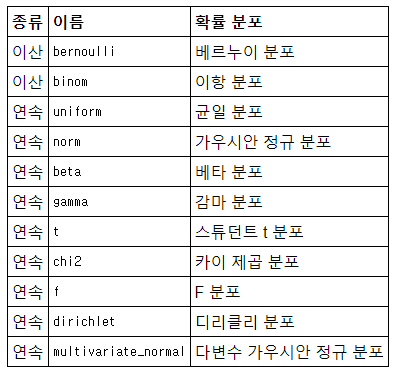 종류 이름 확률 분포
이산 bernoulli 베르누이 분포
이산 binom 이항 분포
연속 uniform 균일 분포
연속 norm 가우시안 정규 분포
연속 beta 베타 분포
연속 gamma 감마 분포
연속 t 스튜던트 t 분포
연속 chi2 카이 제곱 분포
연속 f F 분포
연속 dirichlet 디리클리 분포
연속 multivariate_normal 다변수 가우시안 정규 분포